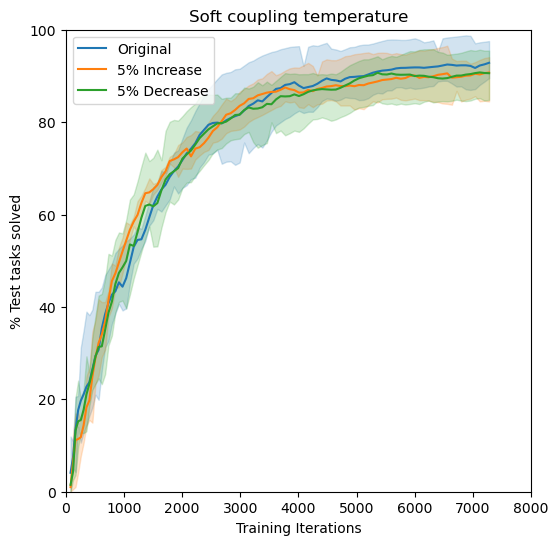 Soft coupling temperature
Original
5% Increase
5% Decrease
% Test tasks solved
100
80
60
40
20
0
0 1000 2000 3000 4000 5000 6000 7000 8000
Training Iterations